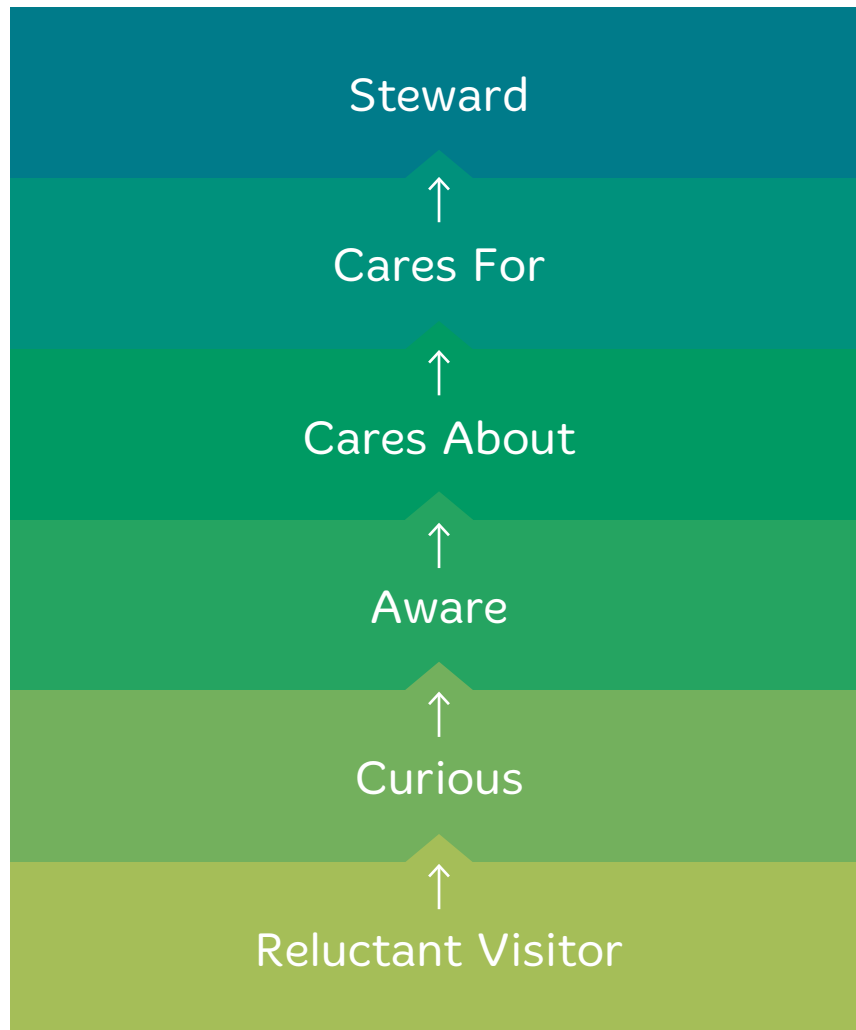 Steward
Cares For
Cares About
Aware
Curious
Reluctant Visitor